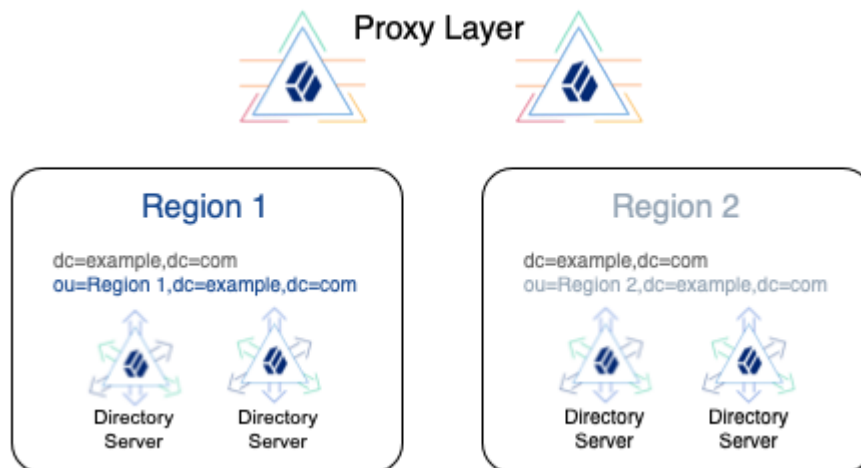 Proxy Layer
Region 1
dc=example,dc=com
ou=Region 1,dc=example,dc=com
Directory
Server
Directory
Server
Region 2
dc=example,dc=com
ou=Region 2,dc=example,dc=com
Directory
Server
Directory
Server